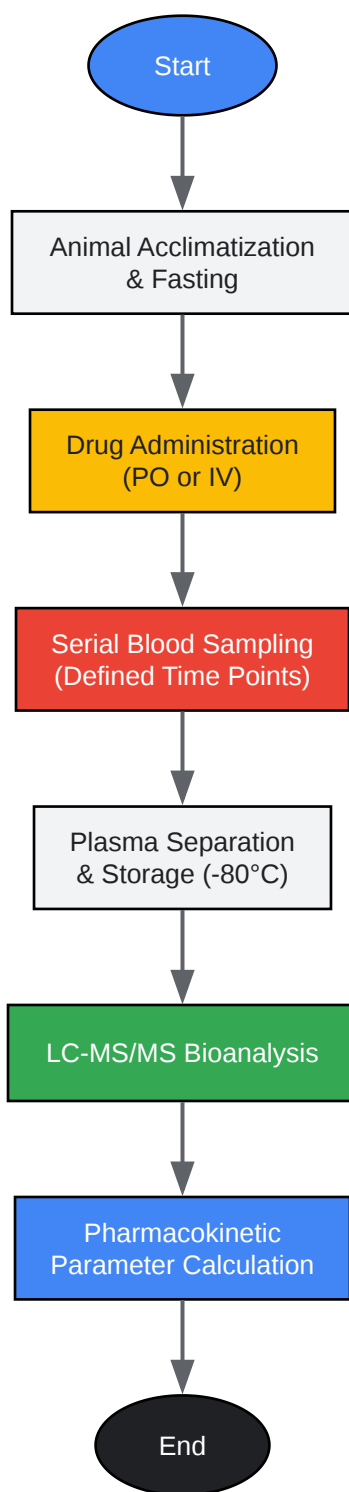 Start
Animal Acclimatization
& Fasting
Drug Administration
(PO or IV)
Serial Blood Sampling
(Defined Time Points)
Plasma Separation
& Storage (-80°C)
LC-MS/MS Bioanalysis
Pharmacokinetic
Parameter Calculation
End